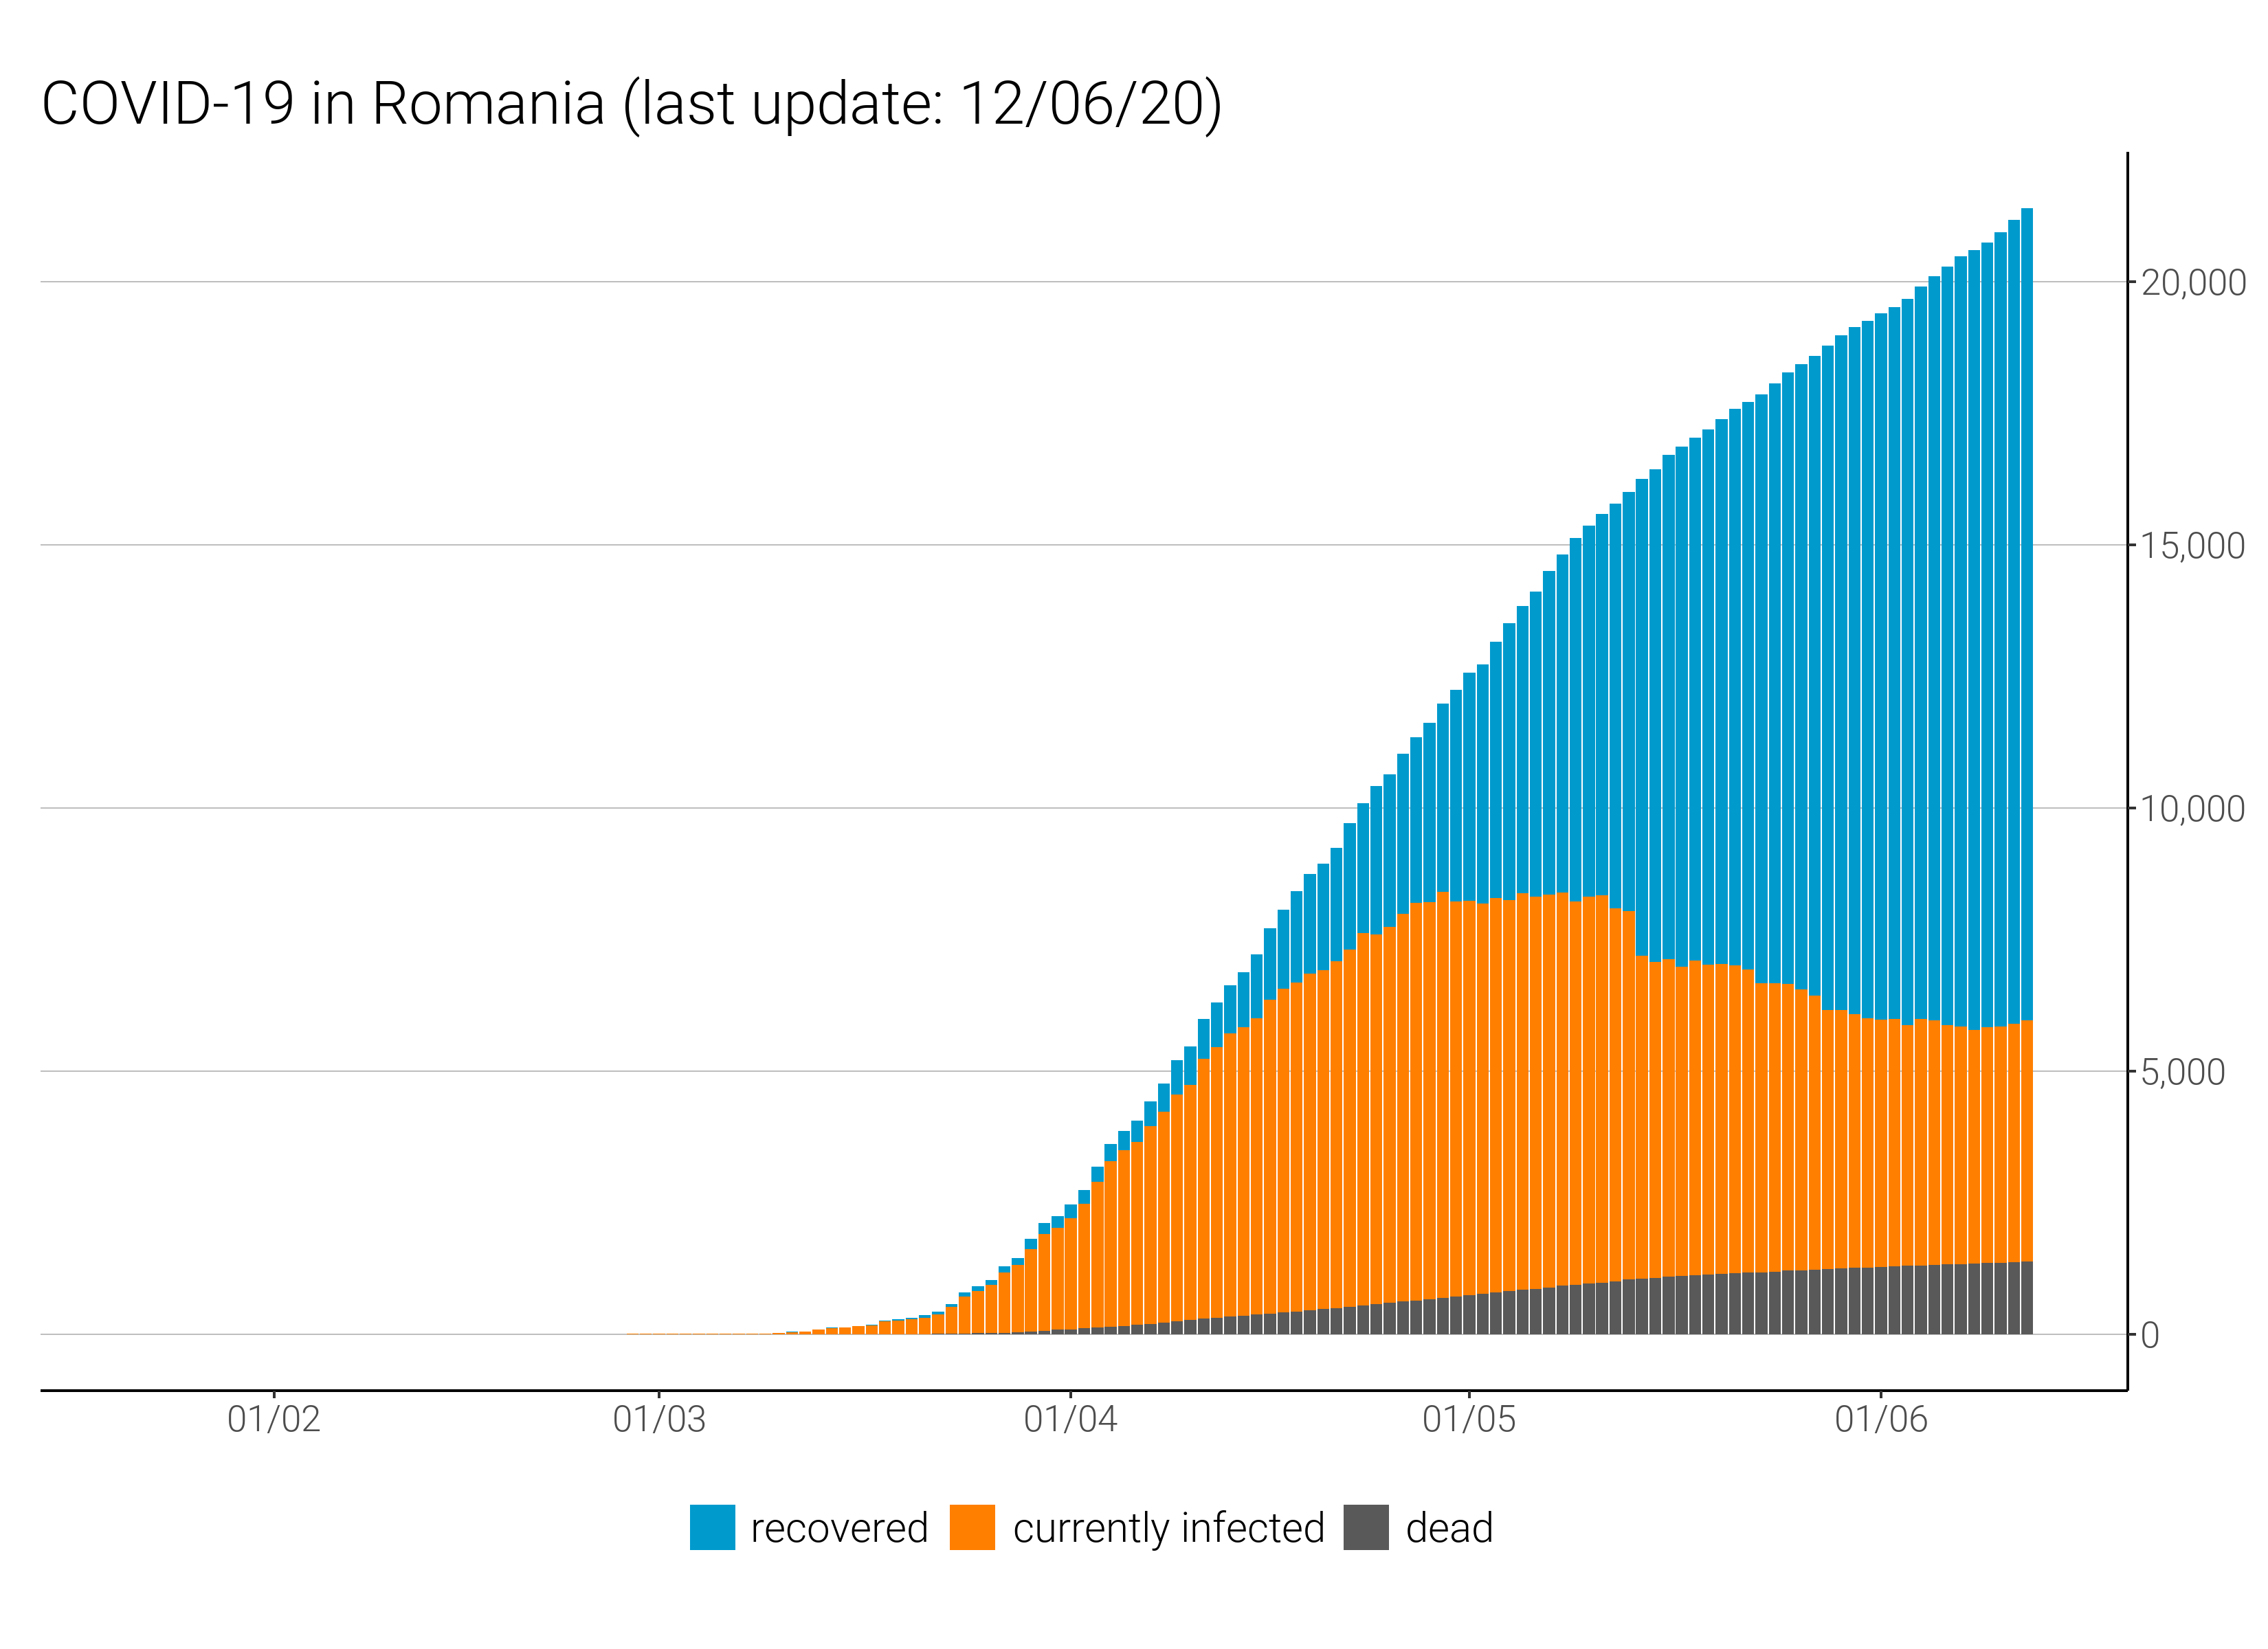 COVID-19 in Romania (last update: 12/06/20)
20,000
15,000
10,000
5,000
0
01/02 01/03 01/04 01/05 01/06
recovered currently infected dead